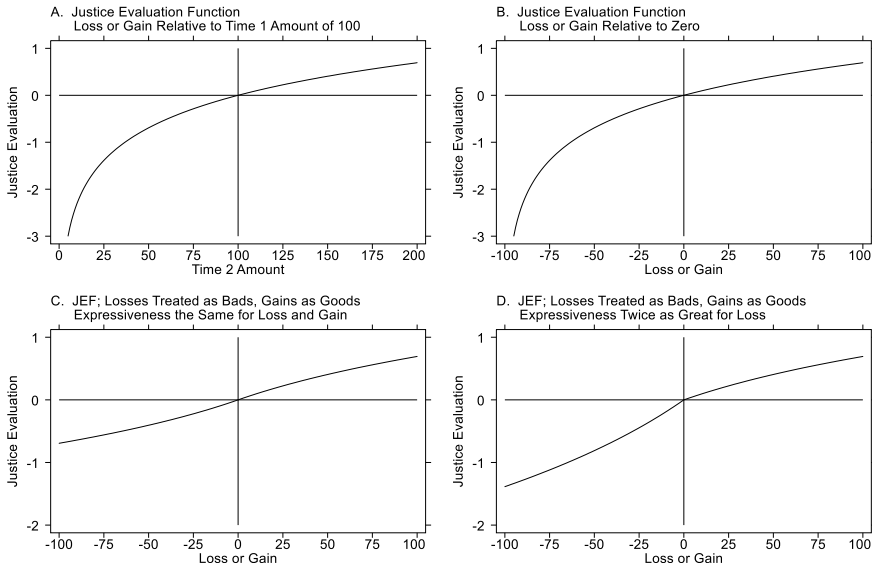 A. Justice Evaluation Function
Loss or Gain Relative to Time 1 Amount of 100
Justice Evaluation
1
0
-1
-2
-3
0 25 50 75 100 125 150 175 200
Time 2 Amount
B. Justice Evaluation Function
Loss or Gain Relative to Zero
Justice Evaluation
1
0
-1
-2
-3
-100 -75 -50 -25 0 25 50 75 100
Loss or Gain
C. JEF; Losses Treated as Bads, Gains as Goods
Expressiveness the Same for Loss and Gain
Justice Evaluation
1
0
-1
-2
-100 -75 -50 -25 0 25 50 75 100
Loss or Gain
D. JEF; Losses Treated as Bads, Gains as Goods
Expressiveness Twice as Great for Loss
Justice Evaluation
1
0
-1
-2
-100 -75 -50 -25 0 25 50 75 100
Loss or Gain